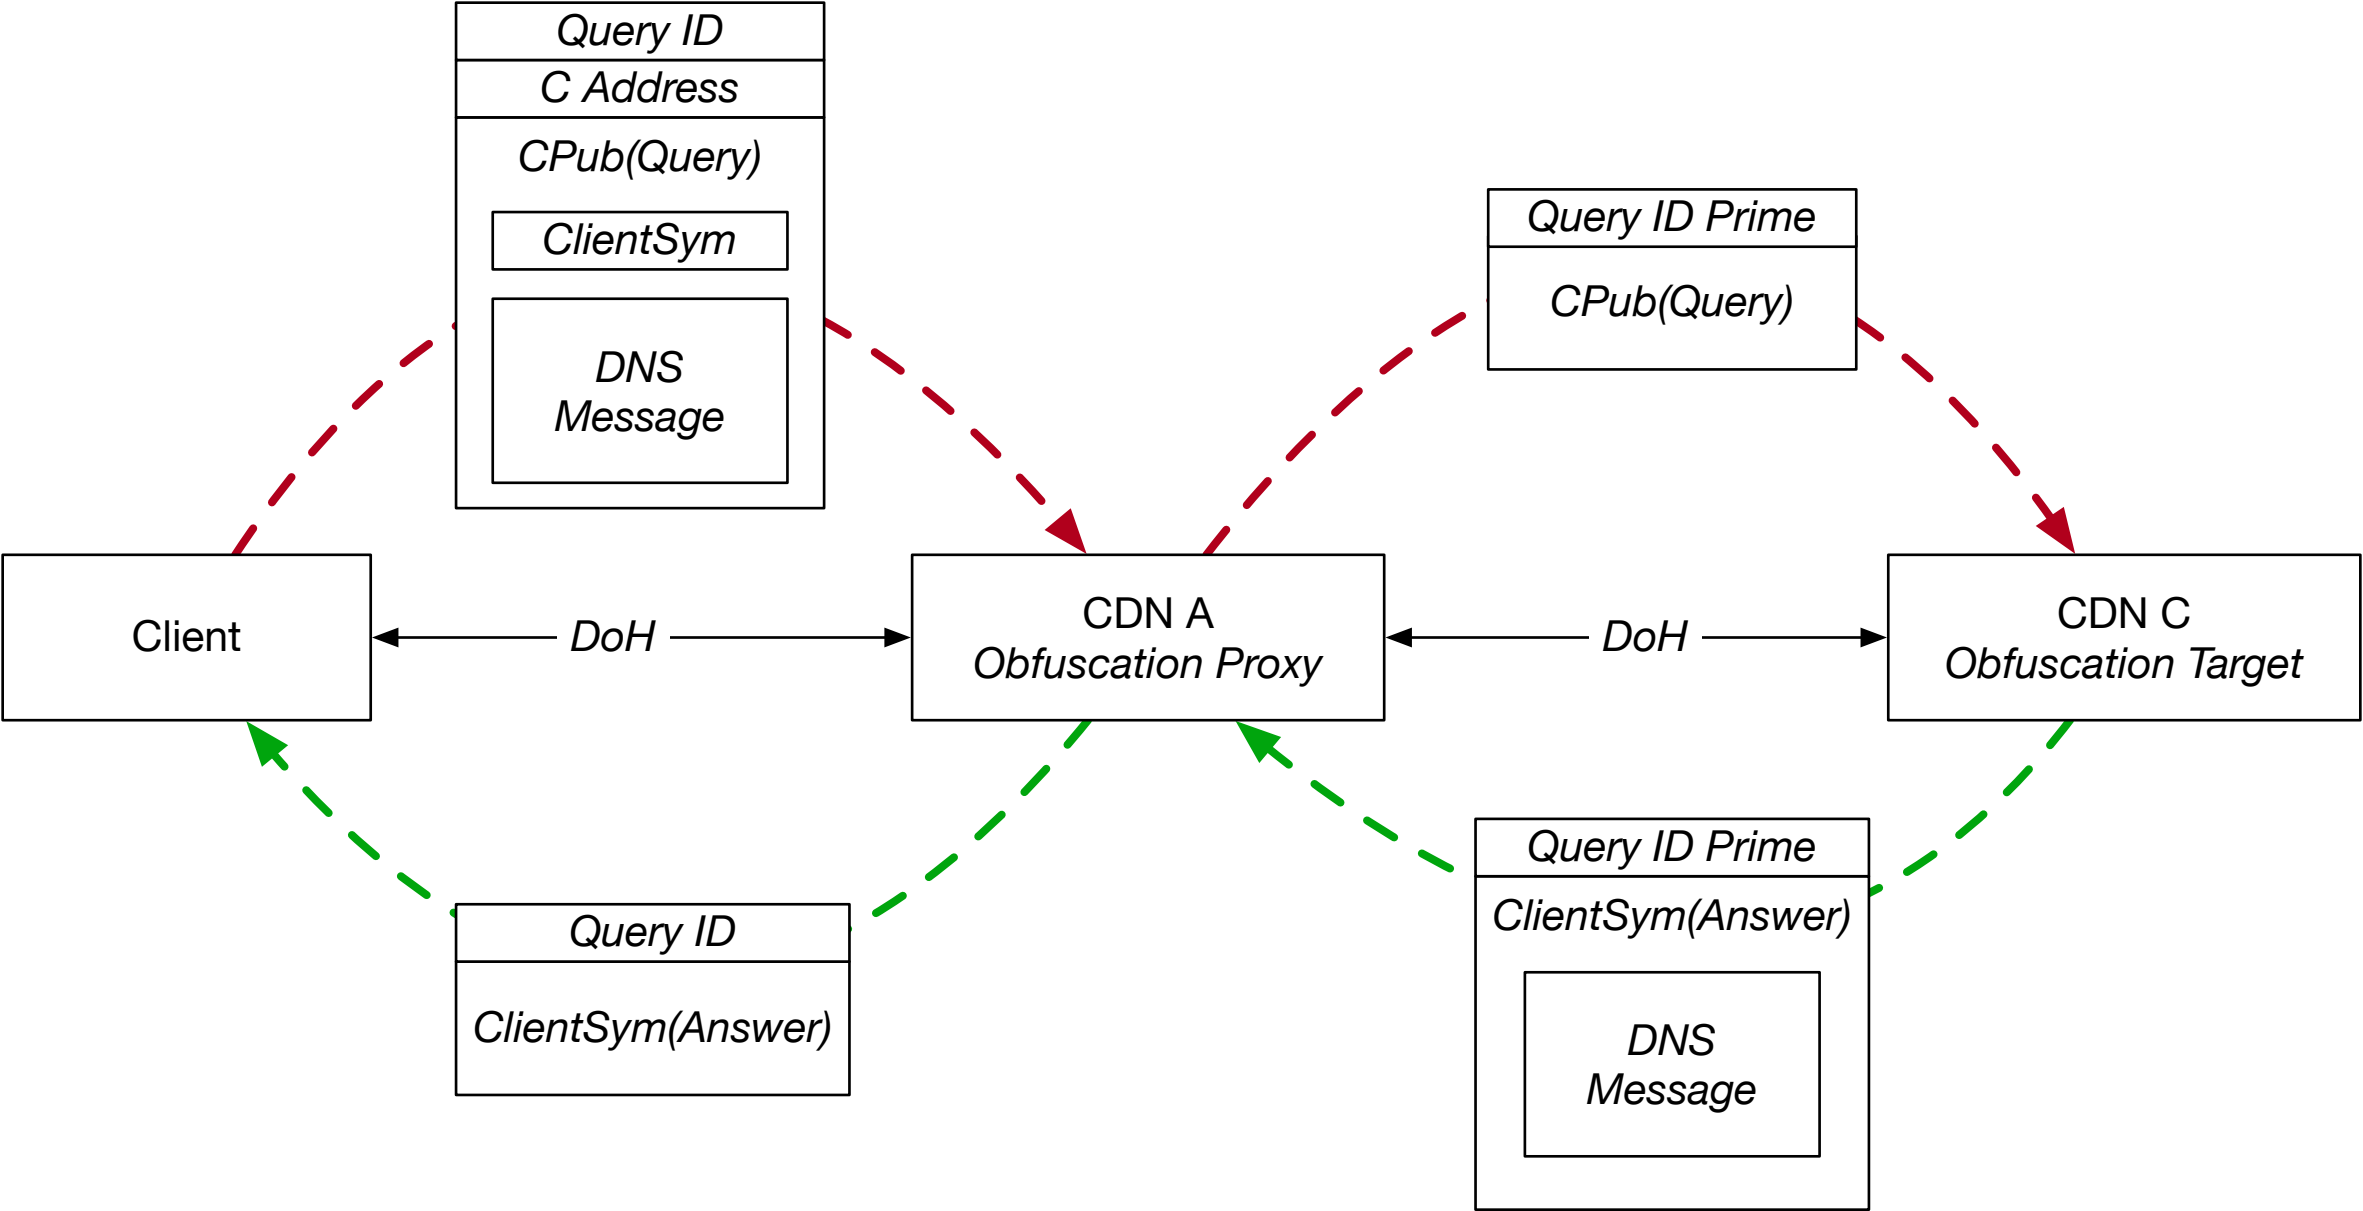 Query ID
C Address
CPub(Query)
ClientSym
DNS
Message
Query ID Prime
CPub(Query)
Client
DoH
CDN A
Obfuscation Proxy
DoH
CDN C
Obfuscation Target
Query ID
ClientSym(Answer)
Query ID Prime
ClientSym(Answer)
DNS
Message